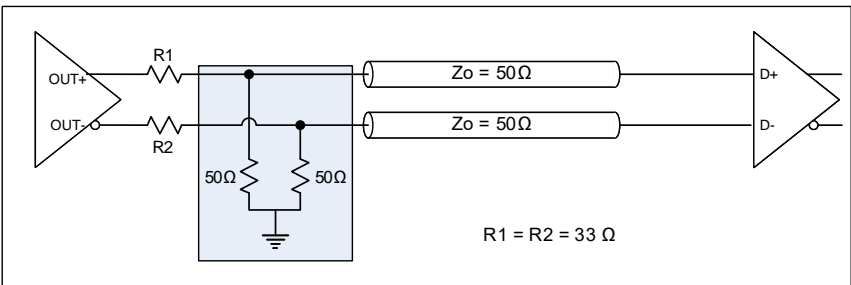 R1
OUT+
Zo = 50Ω
D+
OUT-
Zo = 50Ω
D-
R2
50Ω
50Ω
R1 = R2 = 33 Ω